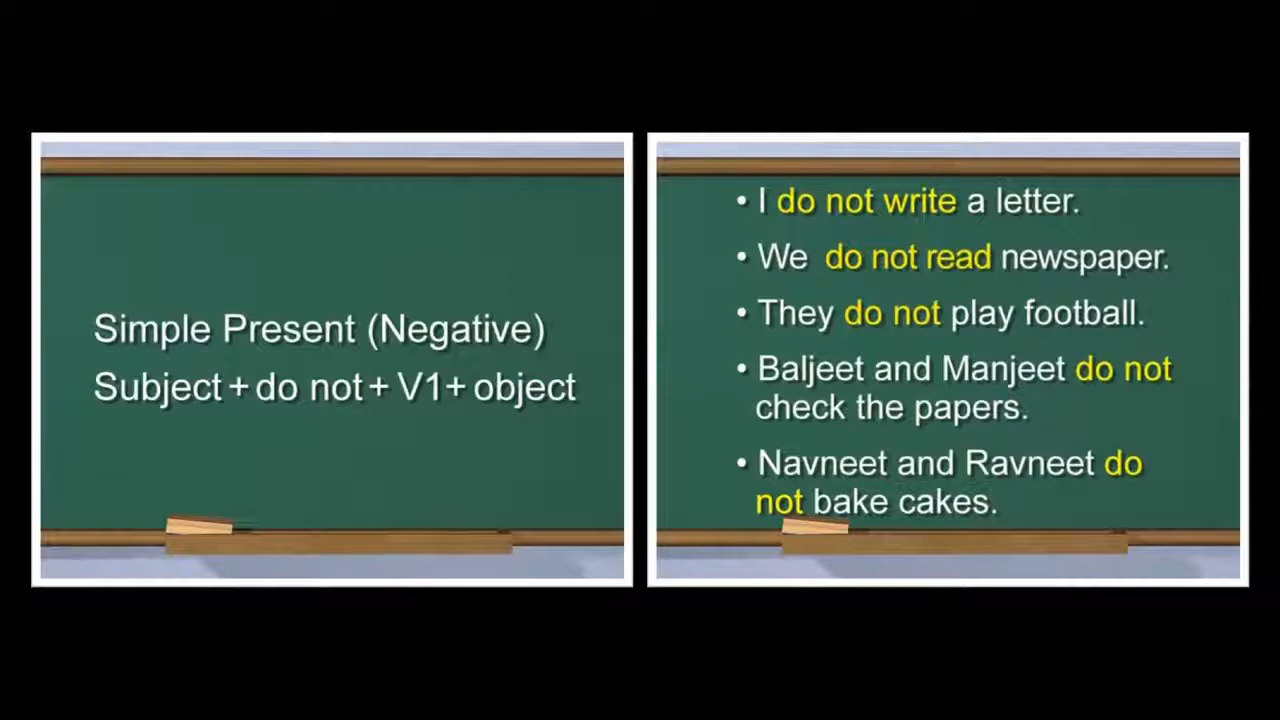 Simple Present (Negative)
Subject + do not + V1+ object
• I do not write a letter.
• We do not read newspaper.
• They do not play football.
• Baljeet and Manjeet do not
check the papers.
• Navneet and Ravneet do
not bake cakes.